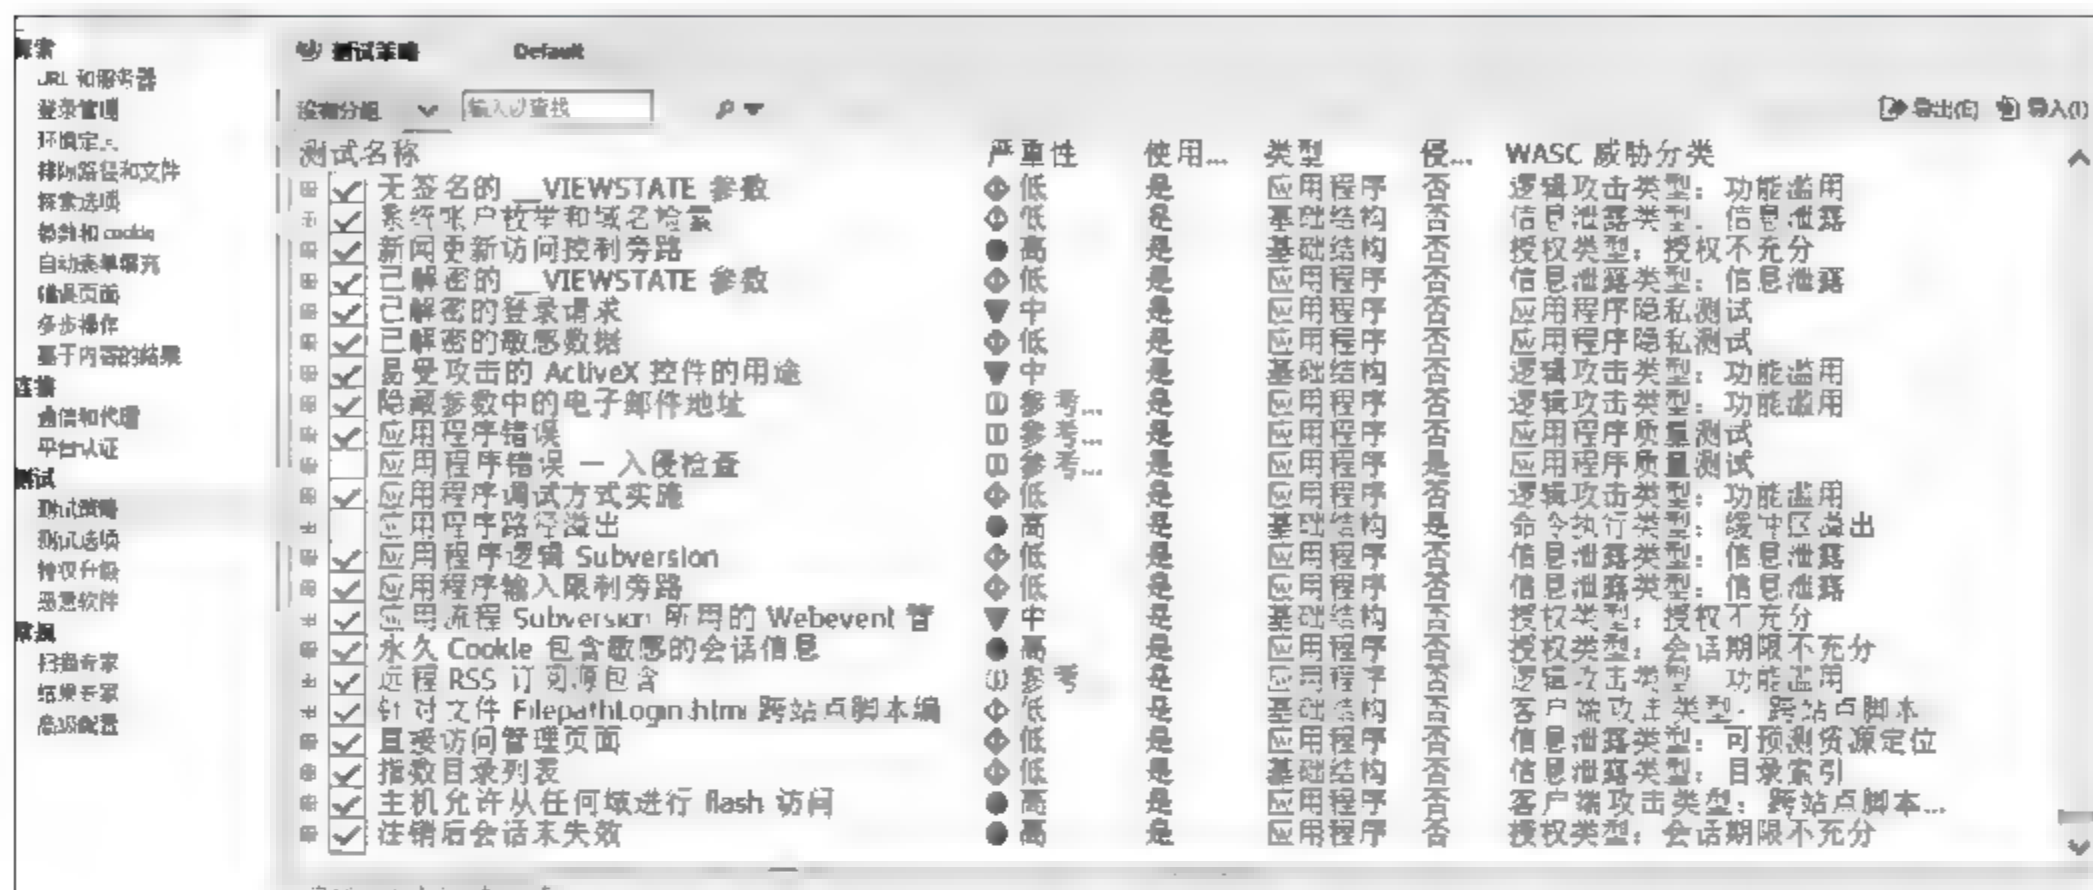 探索
URL 和服务器
登录管理
环境定义
排除路径和文件
探索选项
参数和 cookie
自动表单填充
错误页面
多步操作
基于内容的结果
连接
通信和代理
平台认证
测试
测试策略
测试选项
特权升级
恶意软件
常规
扫描专家
结果专家
高级配置
测试策略 Default
没有分组 输入以查找 导出(E) 导入(I)
测试名称 严重性 使用... 类型 侵... WASC 威胁分类
无签名的 __VIEWSTATE 参数 低 是 应用程序 否 逻辑攻击类型：功能滥用
系统帐户枚举和域名检索 低 是 基础结构 否 信息泄露类型：信息泄露
新闻更新访问控制旁路 高 是 基础结构 否 授权类型：授权不充分
已解密的 __VIEWSTATE 参数 低 是 应用程序 否 信息泄露类型：信息泄露
已解密的登录请求 中 是 应用程序 否 应用程序隐私测试
已解密的敏感数据 低 是 应用程序 否 应用程序隐私测试
易受攻击的 ActiveX 控件的用途 中 是 基础结构 否 逻辑攻击类型：功能滥用
隐藏参数中的电子邮件地址 参考... 是 应用程序 否 逻辑攻击类型：功能滥用
应用程序错误 参考... 是 应用程序 否 应用程序质量测试
应用程序错误 — 入侵检查 参考... 是 应用程序 是 应用程序质量测试
应用程序调试方式实施 低 是 应用程序 否 逻辑攻击类型：功能滥用
应用程序路径溢出 高 是 基础结构 是 命令执行类型：缓冲区溢出
应用程序逻辑 Subversion 低 是 应用程序 否 信息泄露类型：信息泄露
应用程序输入限制旁路 低 是 应用程序 否 信息泄露类型：信息泄露
应用流程 Subversion 所用的 Webevent 管 中 是 基础结构 否 授权类型：授权不充分
永久 Cookie 包含敏感的会话信息 高 是 应用程序 否 授权类型：会话期限不充分
远程 RSS 订阅源包含 参考 是 应用程序 否 逻辑攻击类型：功能滥用
针对文件 FilepathLogin.html 跨站点脚本编 低 是 基础结构 否 客户端攻击类型：跨站点脚本
直接访问管理页面 低 是 应用程序 否 信息泄露类型：可预测资源定位
指数目录列表 低 是 基础结构 否 信息泄露类型：目录索引
主机允许从任何域进行 flash 访问 高 是 应用程序 否 客户端攻击类型：跨站点脚本...
注销后会话未失效 高 是 应用程序 否 授权类型：会话期限不充分